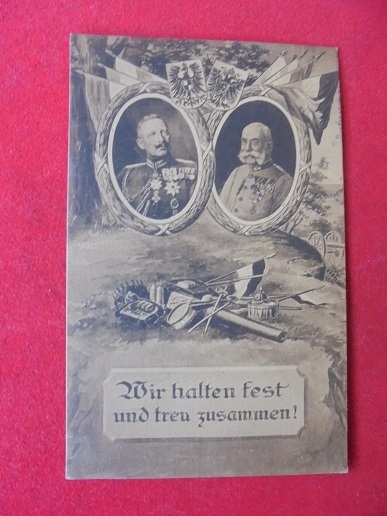 Wir halten fest
und treu zusammen!